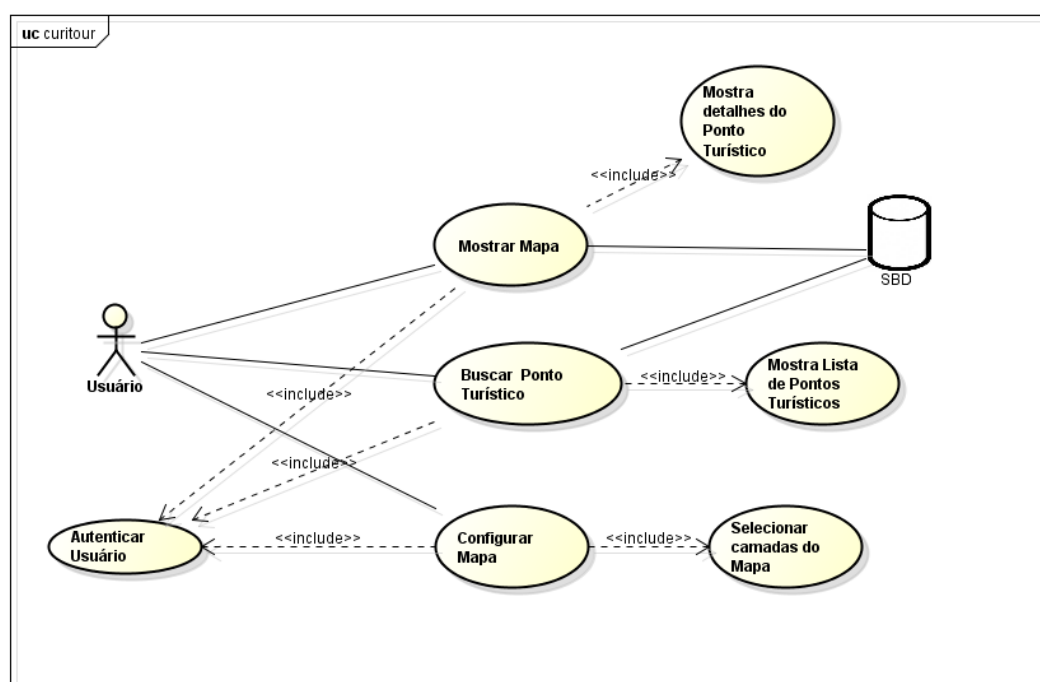 uc curitour
Mostra
detalhes do
Ponto
Turístico
<<include>>
Mostrar Mapa
SBD
Usuário
Buscar Ponto
Turístico
<<include>>
Mostra Lista
de Pontos
Turísticos
<<include>>
<<include>>
Autenticar
Usuário
<<include>>
Configurar
Mapa
<<include>>
Selecionar
camadas do
Mapa